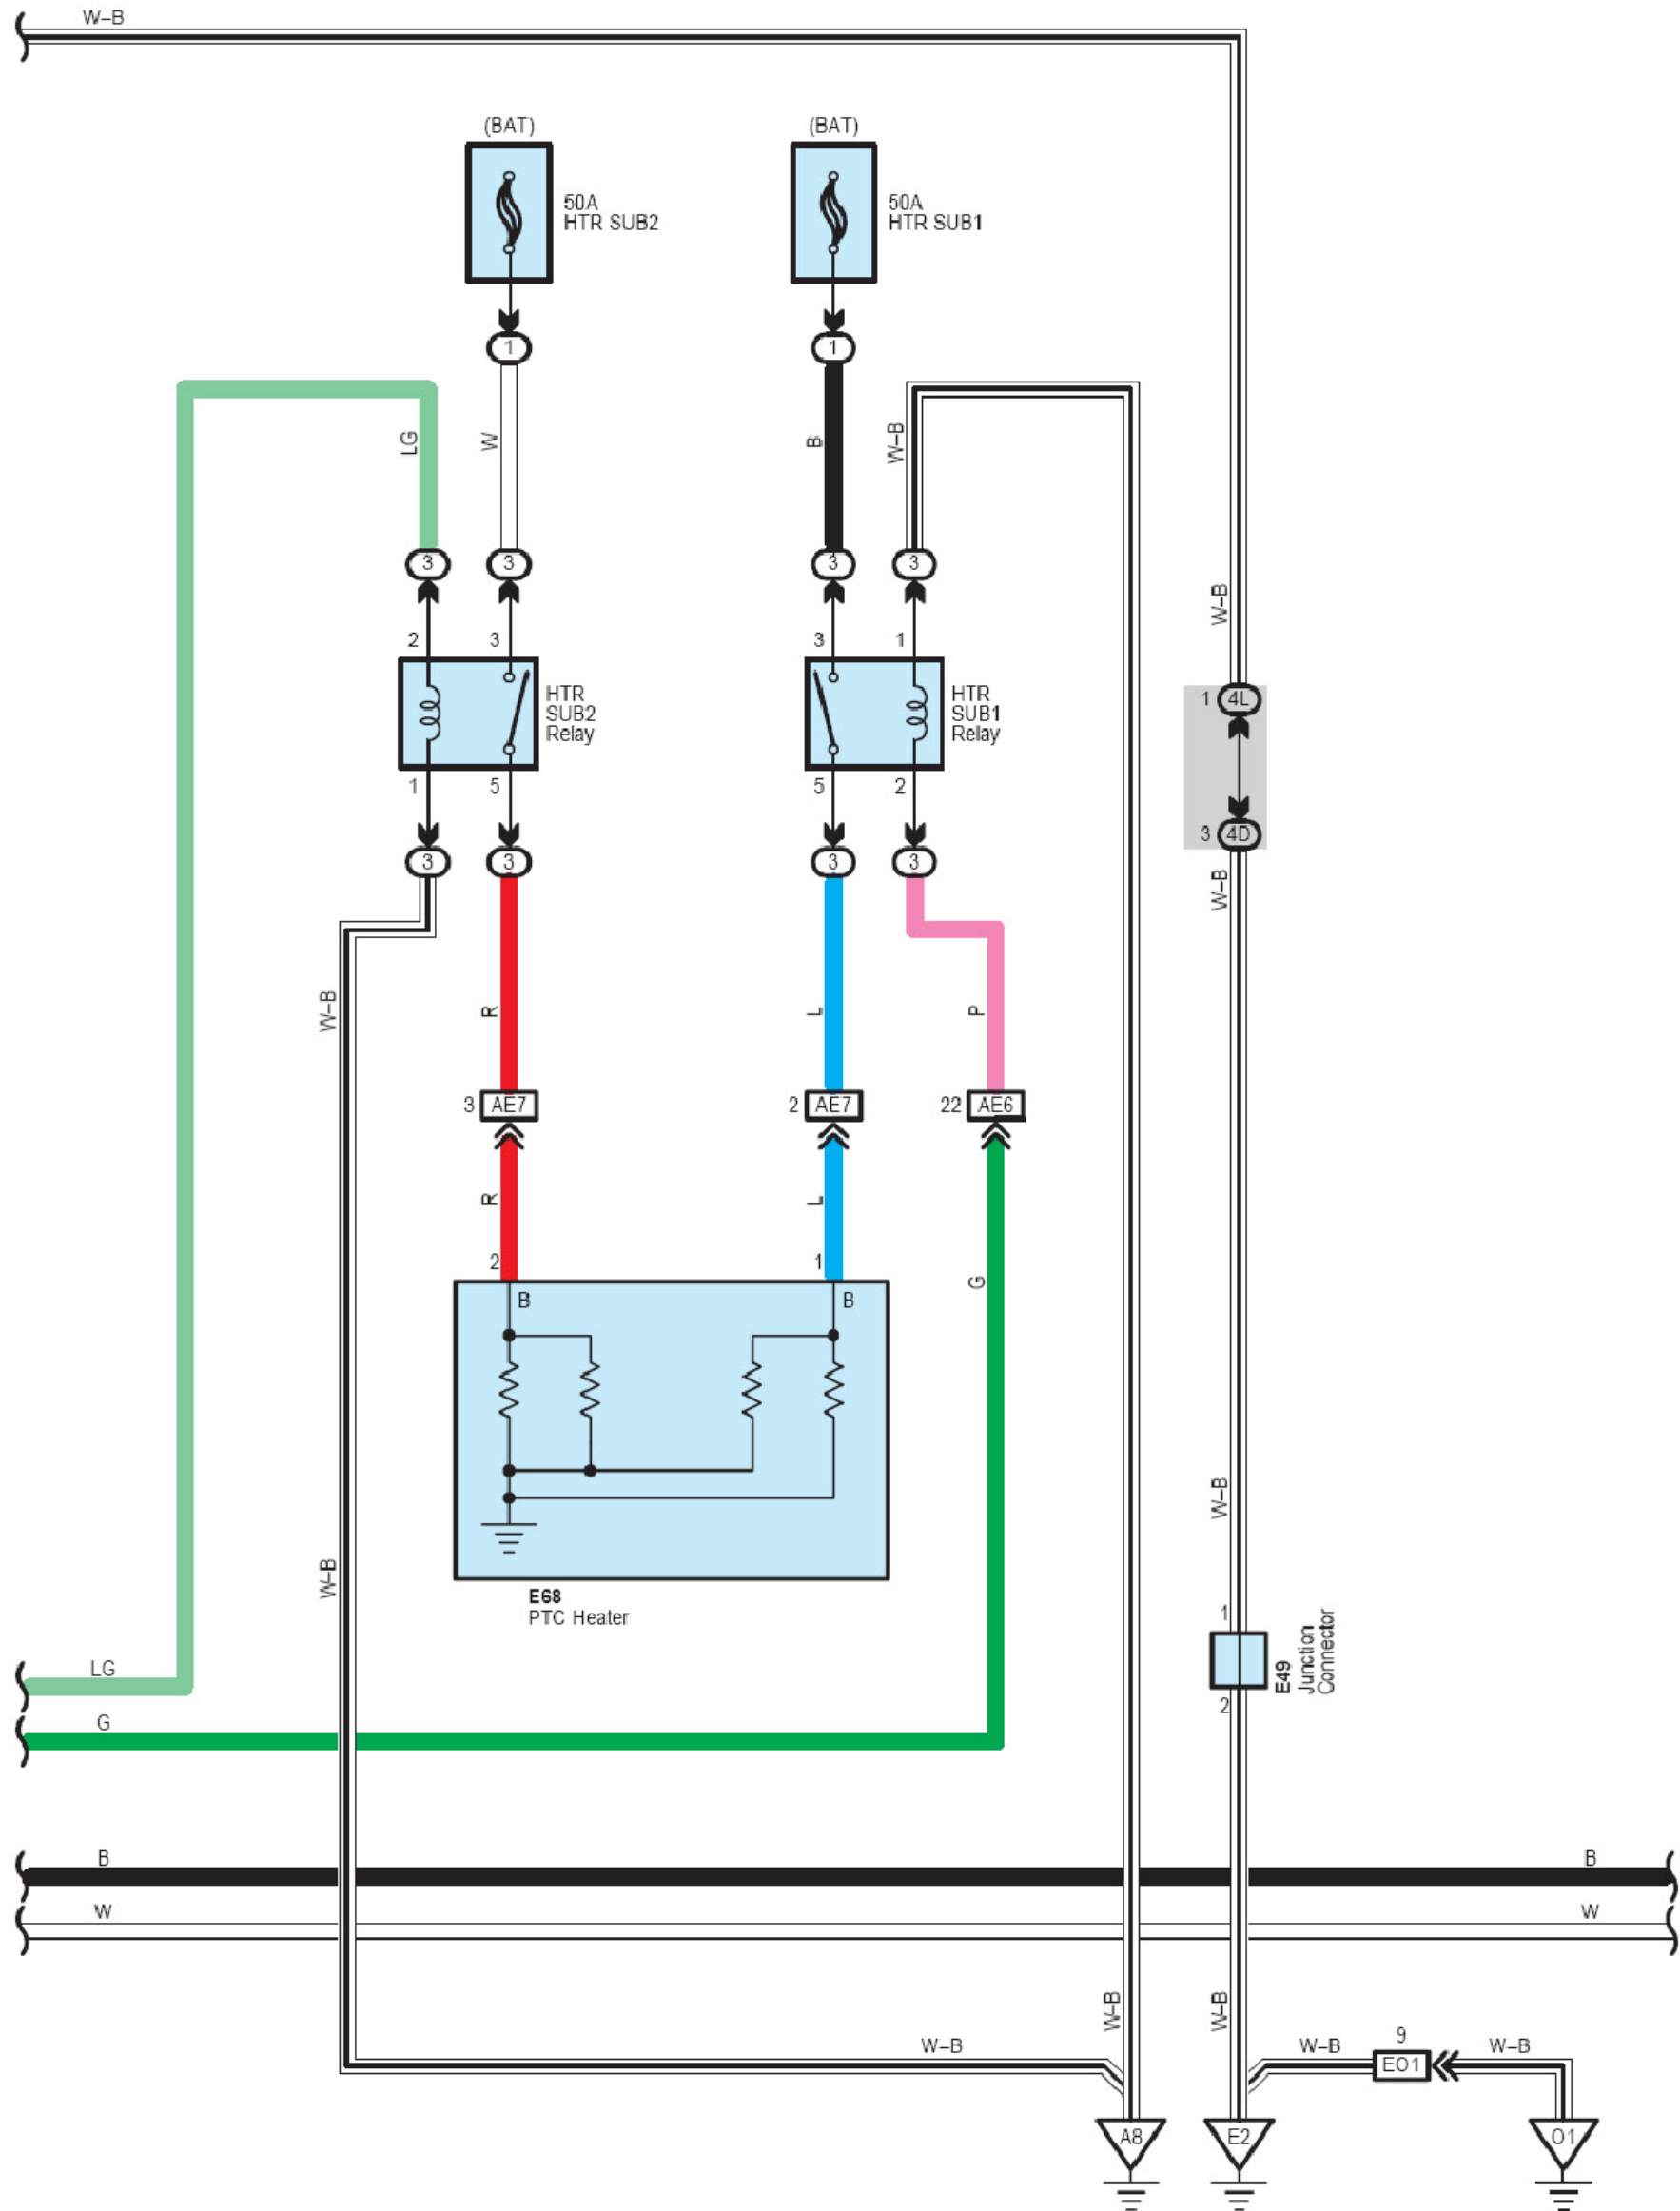 W–B
(BAT)
(BAT)
50A
HTR SUB2
50A
HTR SUB1
1
1
LG
W
B
W–B
3
3
3
3
W–B
2
3
3
1
HTR
SUB2
Relay
HTR
SUB1
Relay
1
4L
1
5
5
2
3
4D
3
3
3
3
W–B
W–B
R
L
P
3
AE7
2
AE7
22
AE6
R
L
2
1
G
B
B
W–B
W–B
E68
PTC Heater
1
E49
Junction
Connector
2
LG
G
B
B
W
W
W–B
W–B
W–B
W–B
9
EO1
W–B
A8
E2
O1